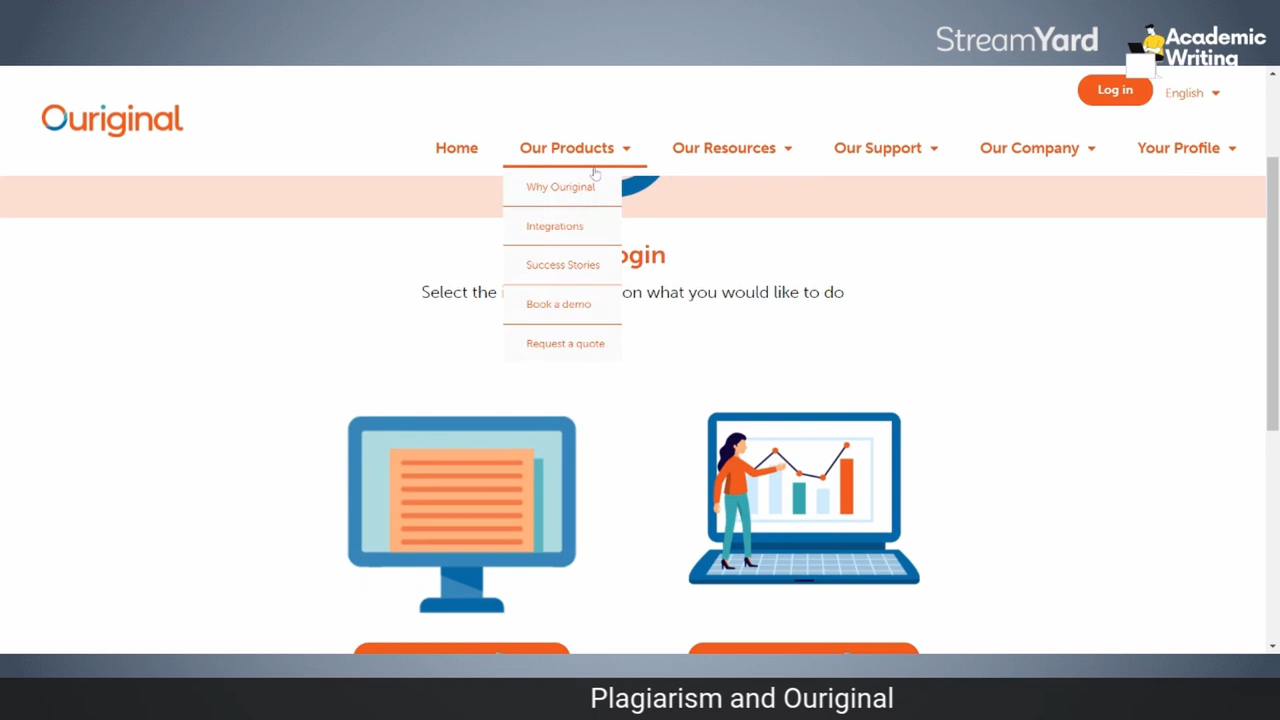 StreamYard
Academic
Writing
Log in
English
Ouriginal
Home Our Products Our Resources Our Support Our Company Your Profile
Why Ouriginal
Integrations
Success Stories
Book a demo
Request a quote
ogin
Select the on what you would like to do
Plagiarism and Ouriginal